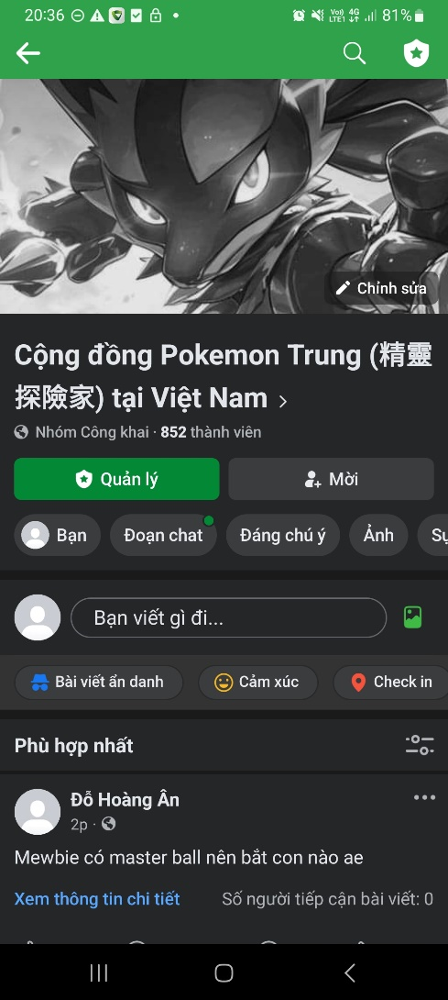 20:36 Vo)) LTE1 4G 81%
Chỉnh sửa
Cộng đồng Pokemon Trung (精靈
探險家) tại Việt Nam
Nhóm Công khai · 852 thành viên
Quản lý Mời
Bạn Đoạn chat Đáng chú ý Ảnh Sự
Bạn viết gì đi...
Bài viết ẩn danh Cảm xúc Check in
Phù hợp nhất
Đỗ Hoàng Ân
2p ·
Mewbie có master ball nên bắt con nào ae
Xem thông tin chi tiết Số người tiếp cận bài viết: 0